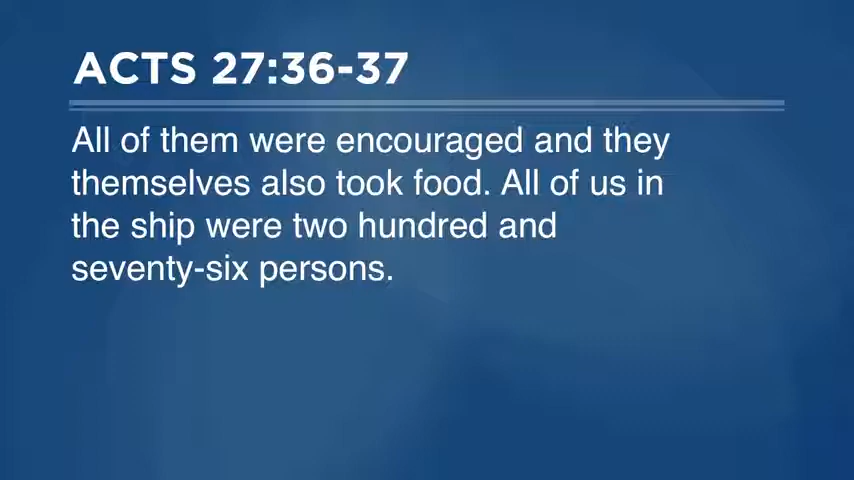 ACTS 27:36-37
All of them were encouraged and they
themselves also took food. All of us in
the ship were two hundred and
seventy-six persons.